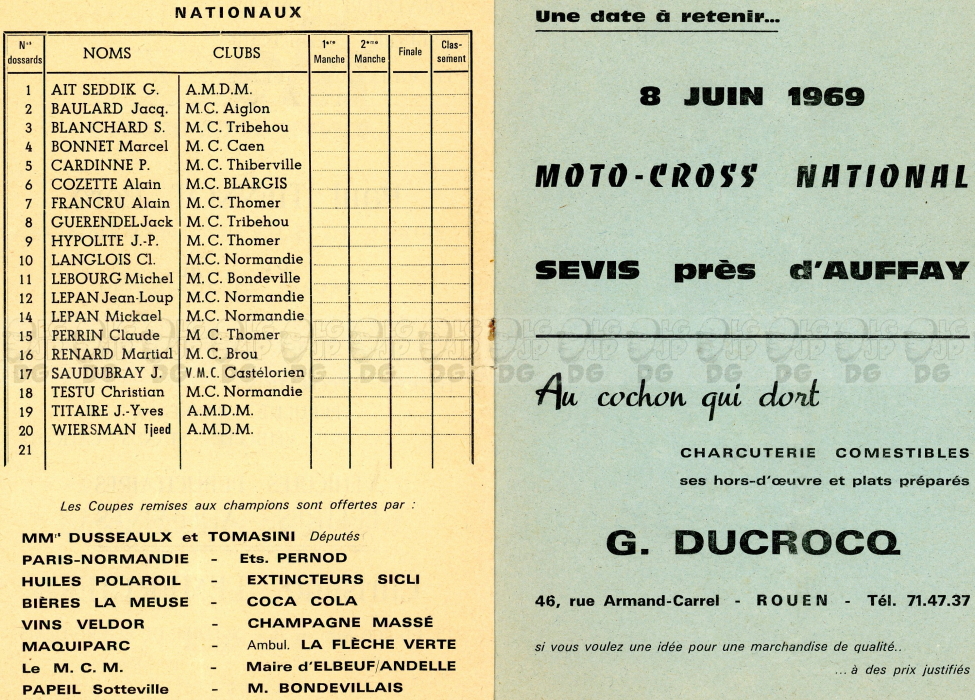 NATIONAUX
Nos dossards NOMS CLUBS 1ère Manche 2ème Manche Finale Clas-sement
1 AIT SEDDIK G. A.M.D.M.
2 BAULARD Jacq. M.C. Aiglon
3 BLANCHARD S. M.C. Tribehou
4 BONNET Marcel M.C. Caen
5 CARDINNE P. M.C. Thiberville
6 COZETTE Alain M.C. BLARGIS
7 FRANCRU Alain M.C. Thomer
8 GUERENDEL Jack M.C. Tribehou
9 HYPOLITE J.-P. M.C. Thomer
10 LANGLOIS Cl. M.C. Normandie
11 LEBOURG Michel M.C. Bondeville
12 LEPAN Jean-Loup M.C. Normandie
14 LEPAN Mickael M.C. Normandie
15 PERRIN Claude M.C. Thomer
16 RENARD Martial M.C. Brou
17 SAUDUBRAY J. V.M.C. Castélorien
18 TESTU Christian M.C. Normandie
19 TITAIRE J.-Yves A.M.D.M.
20 WIERSMAN Tjeed A.M.D.M.
21
Les Coupes remises aux champions sont offertes par :
MMrs DUSSEAULX et TOMASINI Députés
PARIS-NORMANDIE - Ets. PERNOD
HUILES POLAROIL - EXTINCTEURS SICLI
BIÈRES LA MEUSE - COCA COLA
VINS VELDOR - CHAMPAGNE MASSÉ
MAQUIPARC - Ambul. LA FLÈCHE VERTE
Le M. C. M. - Maire d'ELBEUF/ANDELLE
PAPEIL Sotteville - M. BONDEVILLAIS
Une date à retenir...
8 JUIN 1969
MOTO-CROSS NATIONAL
SEVIS près d'AUFFAY
Au cochon qui dort
CHARCUTERIE COMESTIBLES
ses hors-d'œuvre et plats préparés
G. DUCROCQ
46, rue Armand-Carrel - ROUEN - Tél. 71.47.37
si vous voulez une idée pour une marchandise de qualité..
... à des prix justifiés